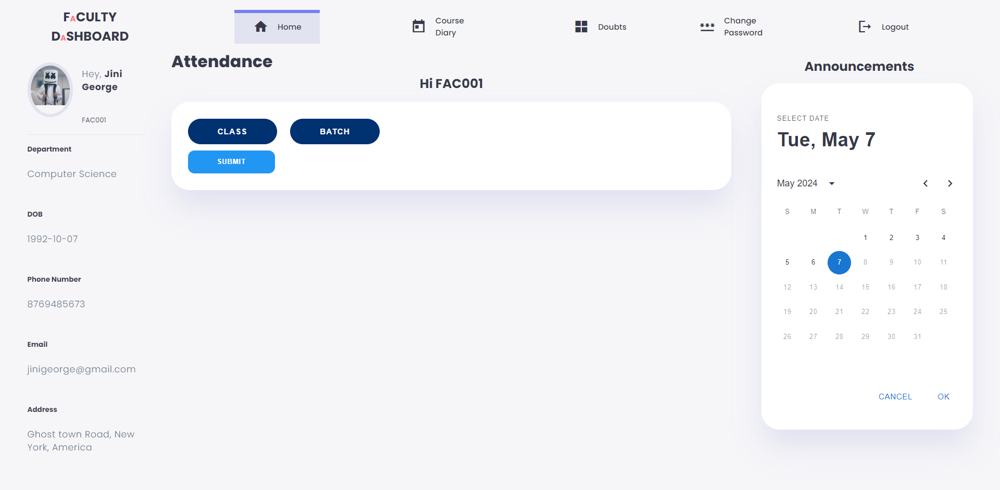 FACULTY
DASHBOARD
Home
Course
Diary
Doubts
***
Change
Password
Logout
Hey, Jini
George
FAC001
Department
Computer Science
DOB
1992-10-07
Phone Number
8769485673
Email
jinigeorge@gmail.com
Address
Ghost town Road, New
York, America
Attendance
Hi FAC001
CLASS BATCH
SUBMIT
Announcements
SELECT DATE
Tue, May 7
May 2024
S M T W T F S
1 2 3 4
5 6 7 8 9 10 11
12 13 14 15 16 17 18
19 20 21 22 23 24 25
26 27 28 29 30 31
CANCEL OK